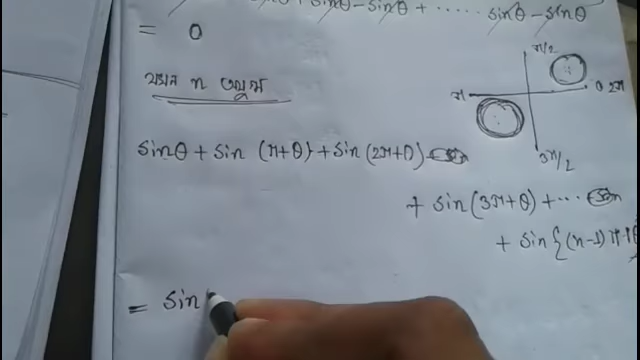 + sinθ - sinθ + ...... sinθ - sinθ
= 0
যখন n অযুগ্ম
π/2
π
0 2π
3π/2
sinθ + sin (π+θ) + sin (2π+θ)
+ sin (3π+θ) + ...
+ sin {(n-1)π+θ
= sin